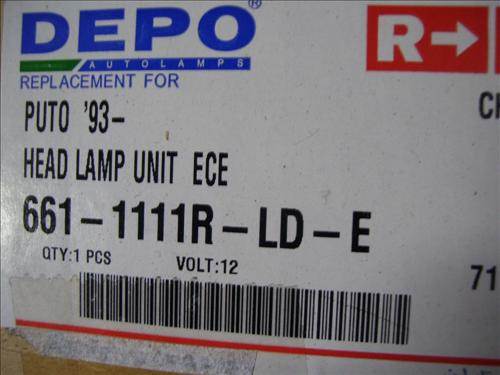 DEPO®
AUTOLAMPS
REPLACEMENT FOR
R→
PUTO '93-
HEAD LAMP UNIT ECE
661-1111R-LD-E
QTY:1 PCS VOLT:12
71